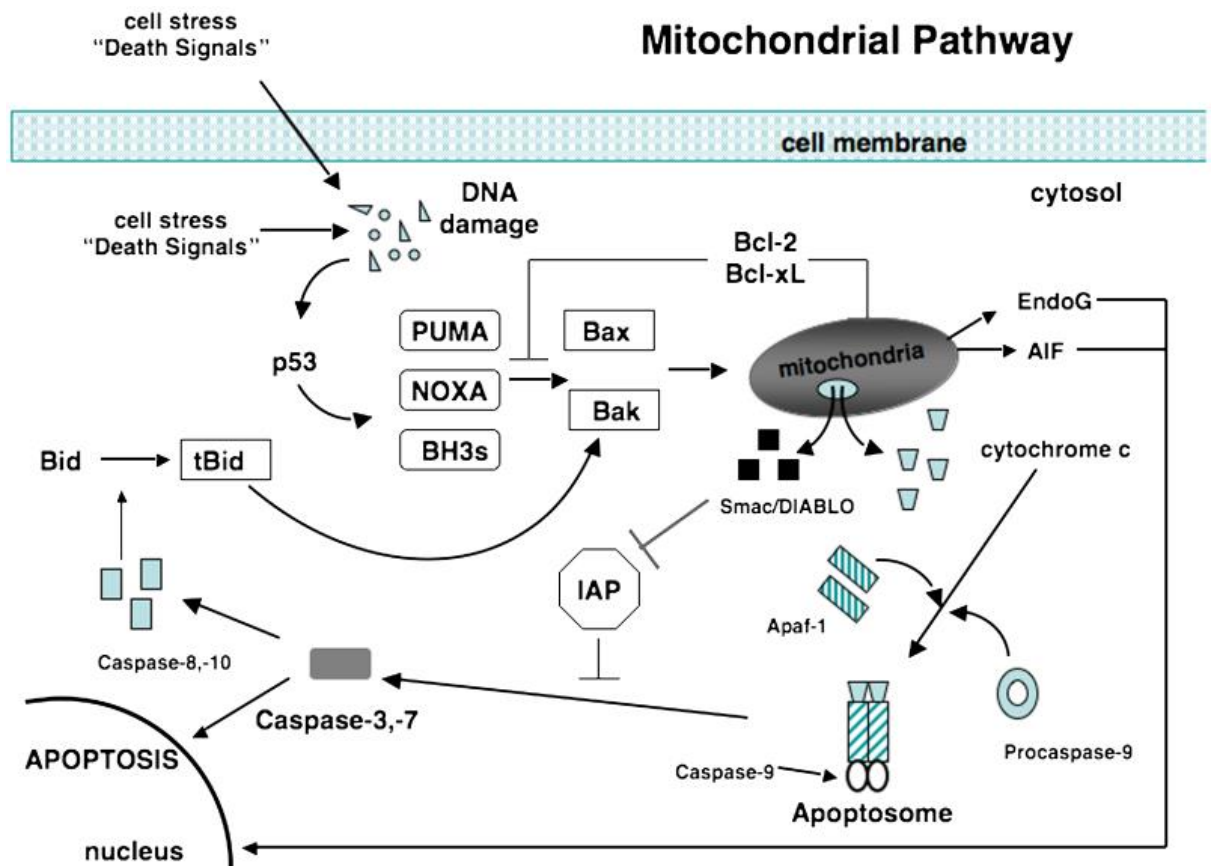 cell stress
“Death Signals”
Mitochondrial Pathway
cell membrane
cytosol
DNA
damage
cell stress
“Death Signals”
Bcl-2
Bcl-xL
EndoG
AIF
PUMA
NOXA
BH3s
Bax
Bak
mitochondria
p53
Bid
tBid
cytochrome c
Smac/DIABLO
IAP
Apaf-1
Caspase-8,-10
Caspase-3,-7
Procaspase-9
Caspase-9
Apoptosome
APOPTOSIS
nucleus